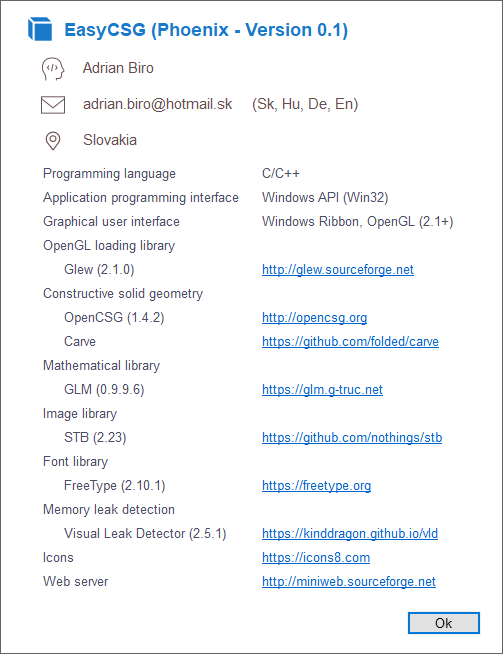 EasyCSG (Phoenix - Version 0.1)
Adrian Biro
adrian.biro@hotmail.sk (Sk, Hu, De, En)
Slovakia
Programming language C/C++
Application programming interface Windows API (Win32)
Graphical user interface Windows Ribbon, OpenGL (2.1+)
OpenGL loading library
Glew (2.1.0) http://glew.sourceforge.net
Constructive solid geometry
OpenCSG (1.4.2) http://opencsg.org
Carve https://github.com/folded/carve
Mathematical library
GLM (0.9.9.6) https://glm.g-truc.net
Image library
STB (2.23) https://github.com/nothings/stb
Font library
FreeType (2.10.1) https://freetype.org
Memory leak detection
Visual Leak Detector (2.5.1) https://kinddragon.github.io/vld
Icons https://icons8.com
Web server http://miniweb.sourceforge.net
Ok